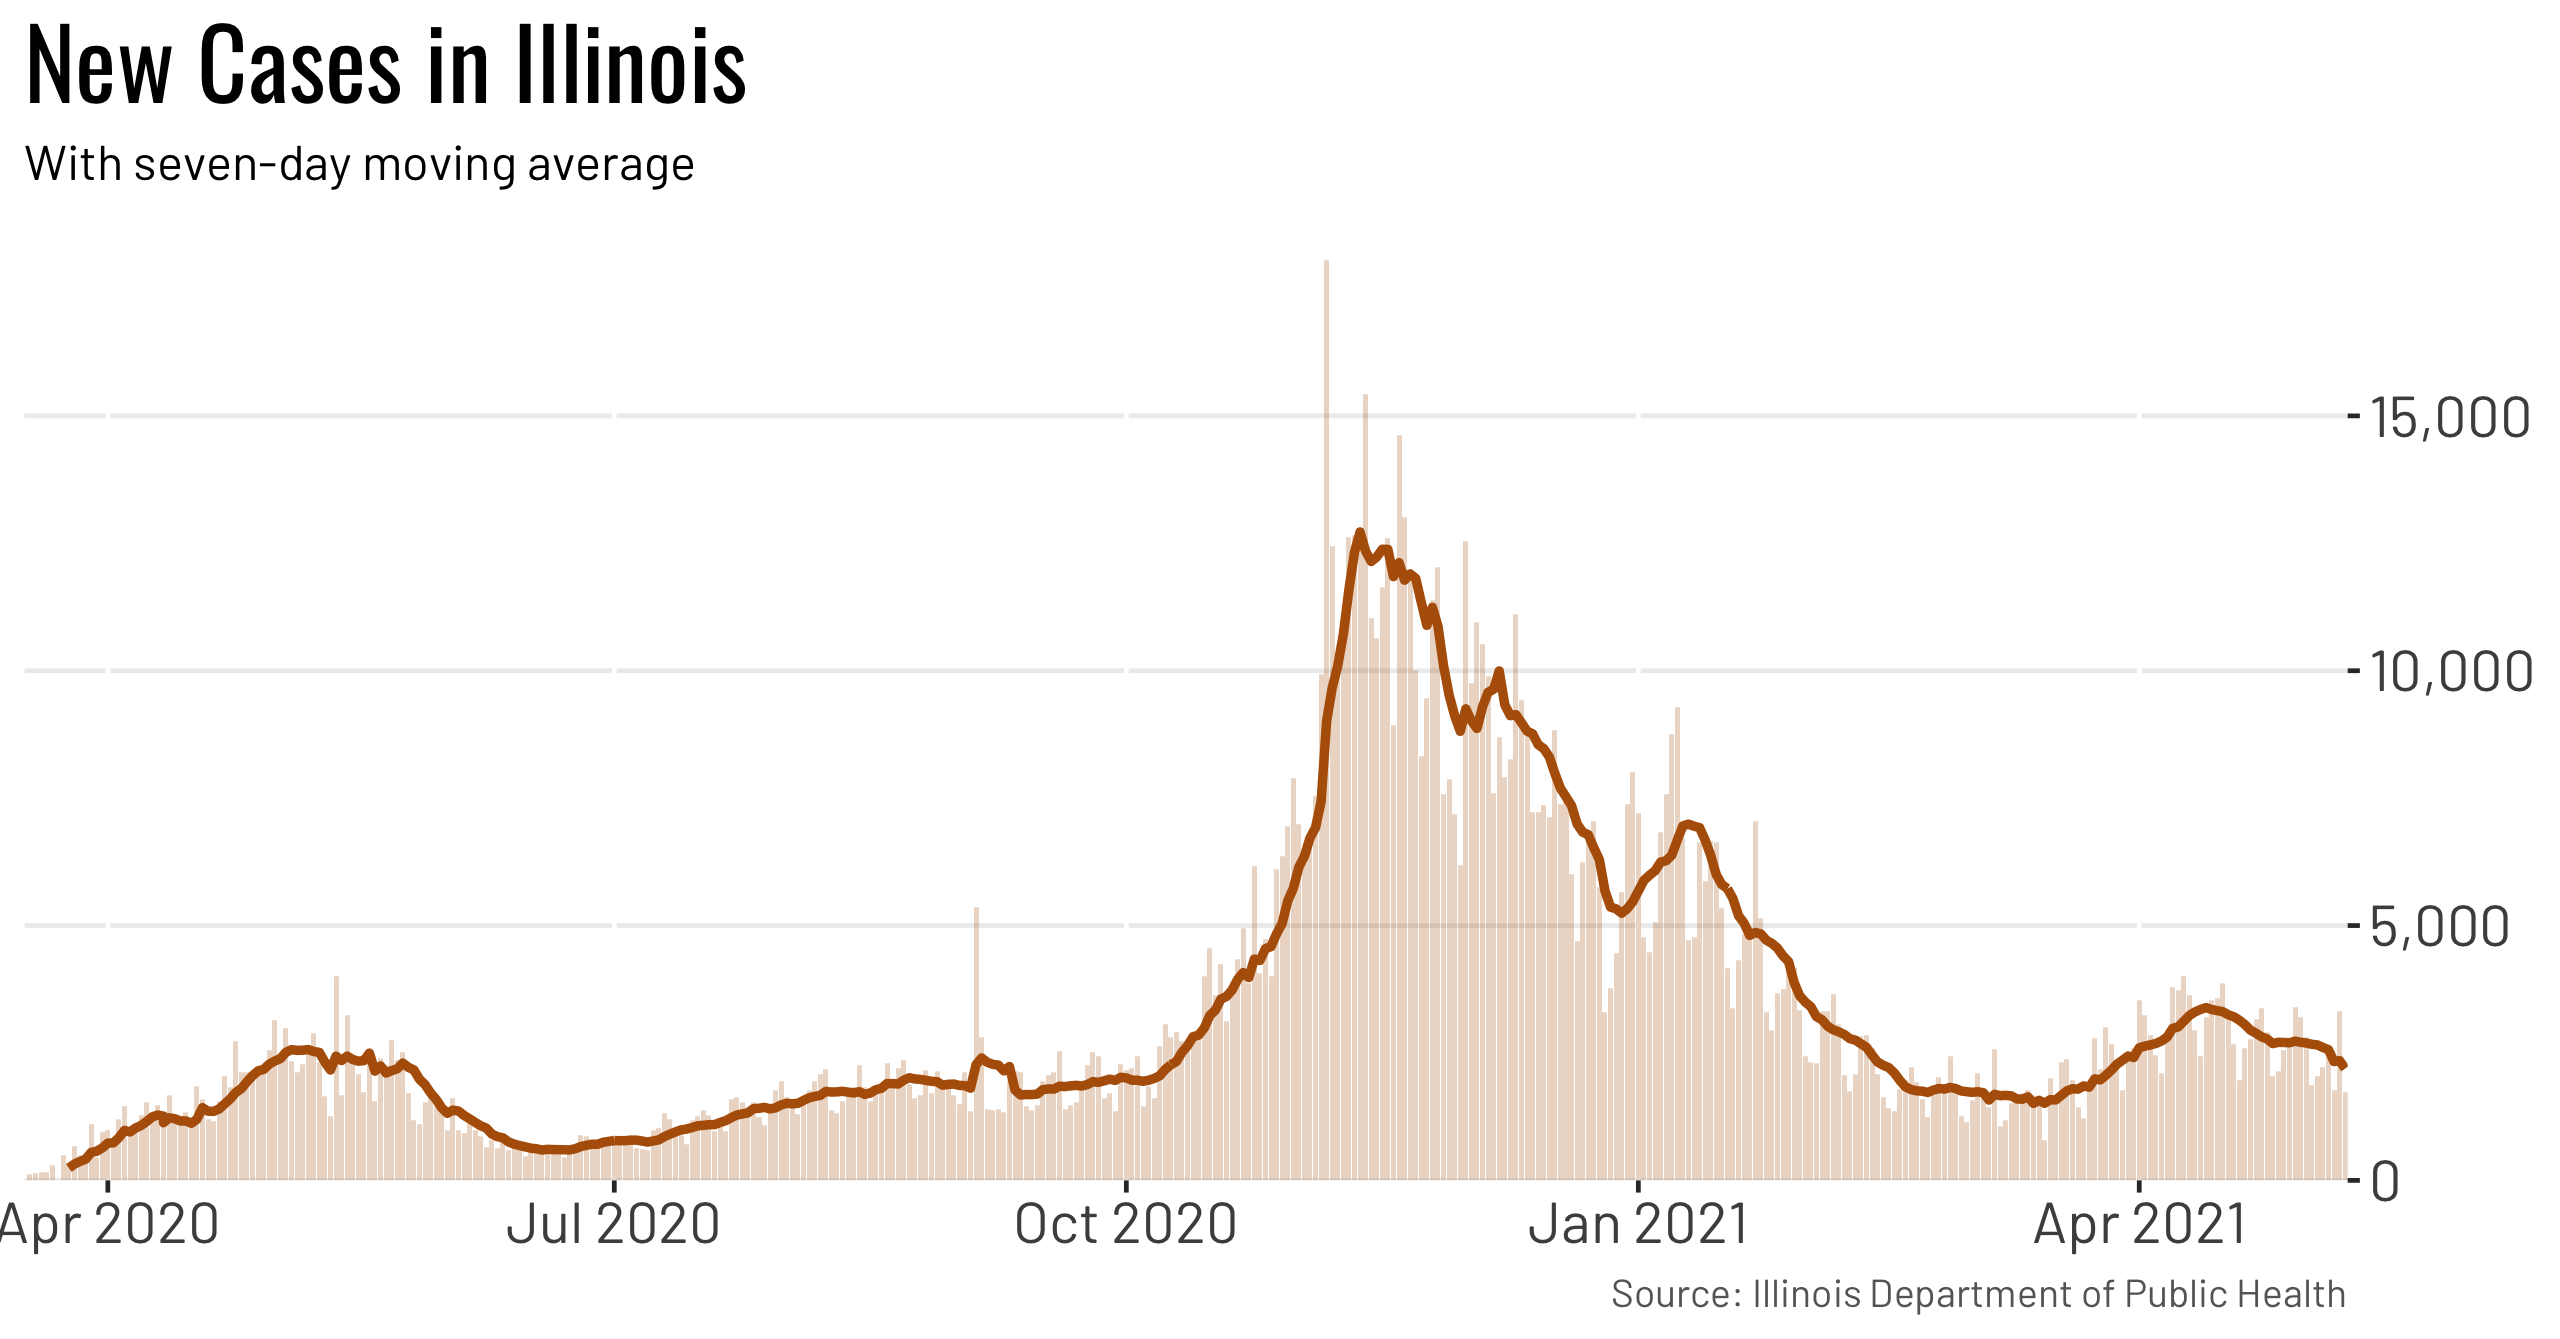 New Cases in Illinois
With seven-day moving average
15,000
10,000
5,000
0
Apr 2020
Jul 2020
Oct 2020
Jan 2021
Apr 2021
Source: Illinois Department of Public Health